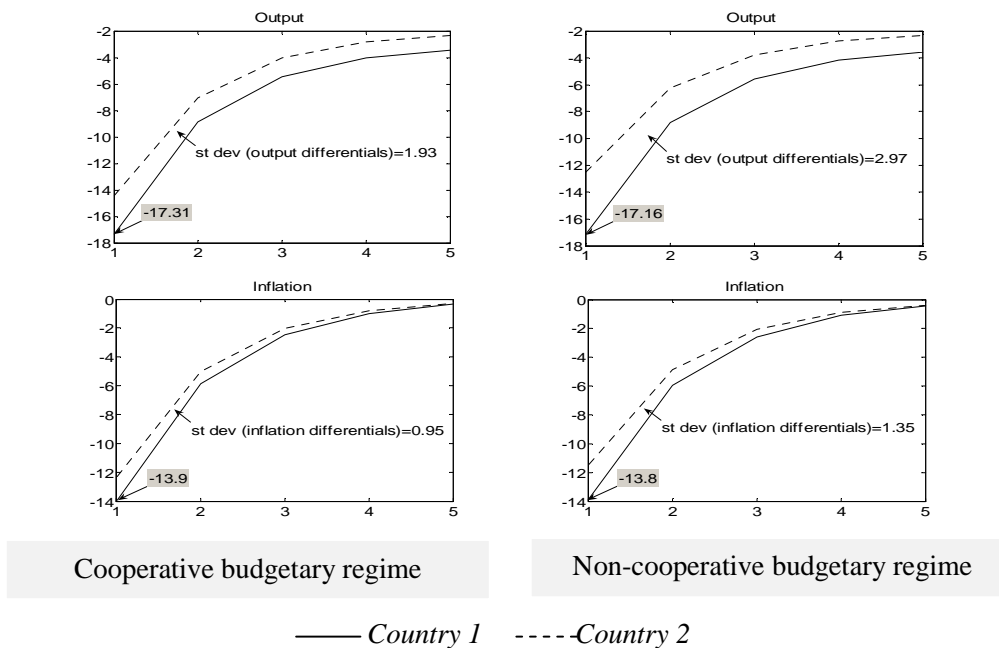 Output
-2
-4
-6
-8
-10
-12
-14
-16
-18
1 2 3 4 5
st dev (output differentials)=1.93
-17.31
Output
-2
-4
-6
-8
-10
-12
-14
-16
-18
1 2 3 4 5
st dev (output differentials)=2.97
-17.16
Inflation
0
-2
-4
-6
-8
-10
-12
-14
1 2 3 4 5
st dev (inflation differentials)=0.95
-13.9
Inflation
0
-2
-4
-6
-8
-10
-12
-14
1 2 3 4 5
st dev (inflation differentials)=1.35
-13.8
Cooperative budgetary regime
Non-cooperative budgetary regime
Country 1 Country 2